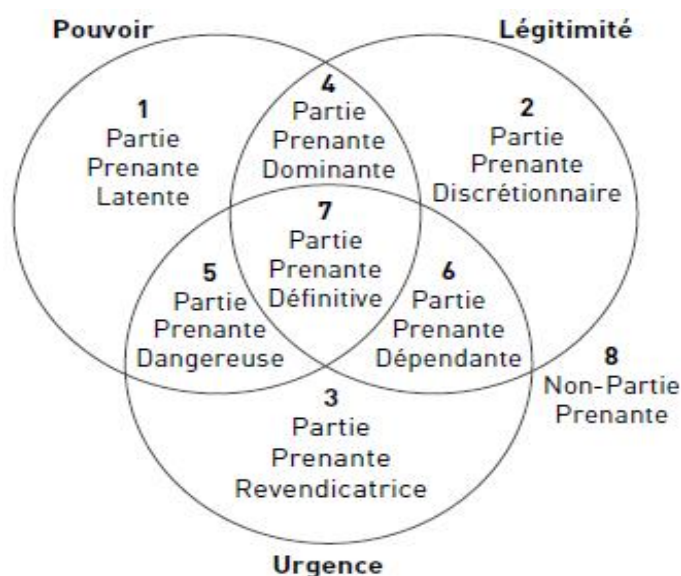 Pouvoir
Légitimité
1
Partie
Prenante
Latente
4
Partie
Prenante
Dominante
2
Partie
Prenante
Discrétionnaire
7
Partie
Prenante
Définitive
5
Partie
Prenante
Dangereuse
6
Partie
Prenante
Dépendante
8
Non-Partie
Prenante
3
Partie
Prenante
Revendicatrice
Urgence